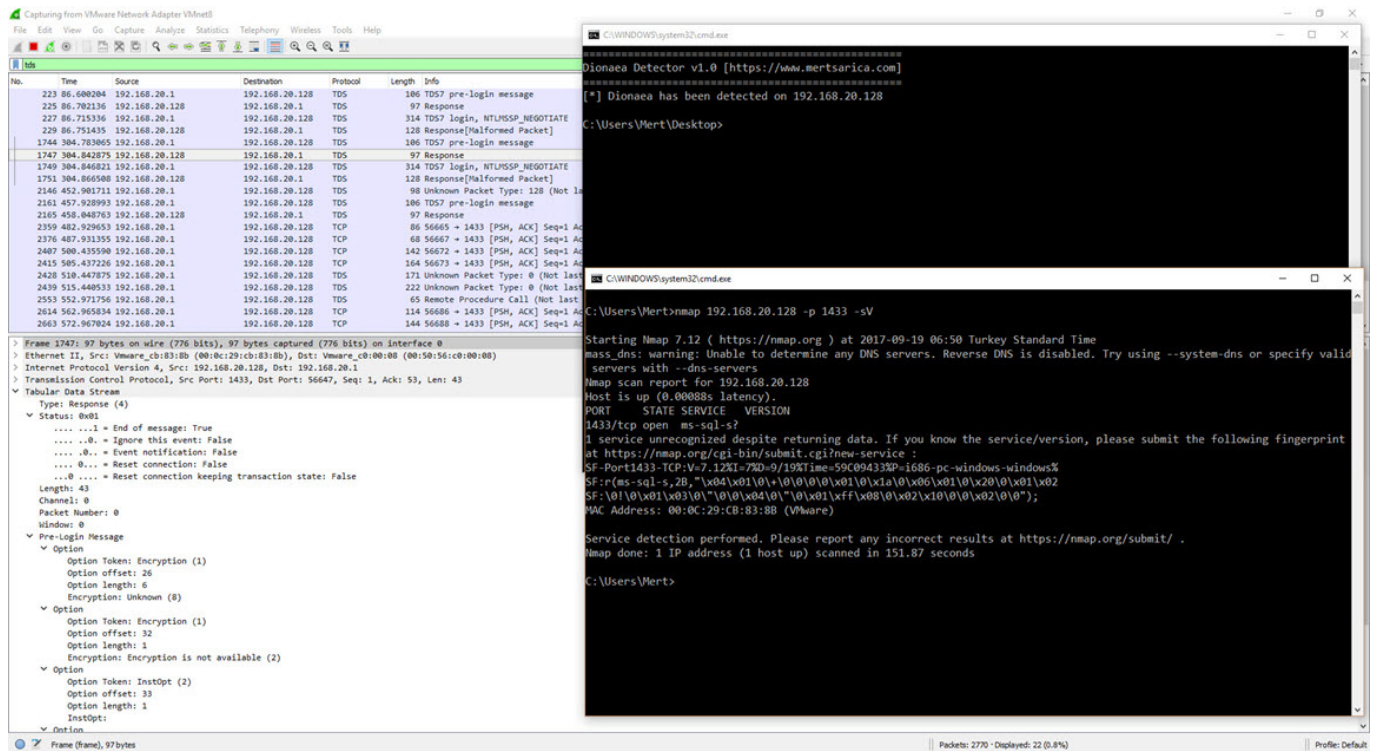 Capturing from VMware Network Adapter VMnet8
File Edit View Go Capture Analyze Statistics Telephony Wireless Tools Help
tds
No. Time Source Destination Protocol Length Info
223 86.600204 192.168.20.1 192.168.20.128 TDS 106 TDS7 pre-login message
225 86.702136 192.168.20.128 192.168.20.1 TDS 97 Response
227 86.715336 192.168.20.1 192.168.20.128 TDS 314 TDS7 login, NTLMSSP_NEGOTIATE
229 86.751435 192.168.20.128 192.168.20.1 TDS 128 Response[Malformed Packet]
1744 304.783065 192.168.20.1 192.168.20.128 TDS 106 TDS7 pre-login message
1747 304.842875 192.168.20.128 192.168.20.1 TDS 97 Response
1749 304.846821 192.168.20.1 192.168.20.128 TDS 314 TDS7 login, NTLMSSP_NEGOTIATE
1751 304.866508 192.168.20.128 192.168.20.1 TDS 128 Response[Malformed Packet]
2146 452.901711 192.168.20.1 192.168.20.128 TDS 98 Unknown Packet Type: 128 (Not la
2161 457.928993 192.168.20.1 192.168.20.128 TDS 106 TDS7 pre-login message
2165 458.048763 192.168.20.128 192.168.20.1 TDS 97 Response
2359 482.929653 192.168.20.1 192.168.20.128 TCP 86 56665 → 1433 [PSH, ACK] Seq=1 Ac
2376 487.931355 192.168.20.1 192.168.20.128 TCP 68 56667 → 1433 [PSH, ACK] Seq=1 Ac
2407 500.435590 192.168.20.1 192.168.20.128 TCP 142 56672 → 1433 [PSH, ACK] Seq=1 Ac
2415 505.437226 192.168.20.1 192.168.20.128 TCP 164 56673 → 1433 [PSH, ACK] Seq=1 Ac
2428 510.447875 192.168.20.1 192.168.20.128 TDS 171 Unknown Packet Type: 0 (Not last
2439 515.440533 192.168.20.1 192.168.20.128 TDS 222 Unknown Packet Type: 0 (Not last
2553 552.971756 192.168.20.1 192.168.20.128 TDS 65 Remote Procedure Call (Not last
2614 562.965834 192.168.20.1 192.168.20.128 TCP 114 56686 → 1433 [PSH, ACK] Seq=1 Ac
2663 572.967024 192.168.20.1 192.168.20.128 TCP 144 56688 → 1433 [PSH, ACK] Seq=1 Ac
Frame 1747: 97 bytes on wire (776 bits), 97 bytes captured (776 bits) on interface 0
Ethernet II, Src: Vmware_cb:83:8b (00:0c:29:cb:83:8b), Dst: Vmware_c0:00:08 (00:50:56:c0:00:08)
Internet Protocol Version 4, Src: 192.168.20.128, Dst: 192.168.20.1
Transmission Control Protocol, Src Port: 1433, Dst Port: 56647, Seq: 1, Ack: 53, Len: 43
Tabular Data Stream
Type: Response (4)
Status: 0x01
.... ...1 = End of message: True
.... ..0. = Ignore this event: False
.... .0.. = Event notification: False
.... 0... = Reset connection: False
...0 .... = Reset connection keeping transaction state: False
Length: 43
Channel: 0
Packet Number: 0
Window: 0
Pre-Login Message
Option
Option Token: Encryption (1)
Option offset: 26
Option length: 6
Encryption: Unknown (8)
Option
Option Token: Encryption (1)
Option offset: 32
Option length: 1
Encryption: Encryption is not available (2)
Option
Option Token: InstOpt (2)
Option offset: 33
Option length: 1
InstOpt:
Option
Frame (frame), 97 bytes
Packets: 2770 · Displayed: 22 (0.8%)
Profile: Default
C:\WINDOWS\system32\cmd.exe
==================================================
Dionaea Detector v1.0 [https://www.mertsarica.com]
==================================================
[*] Dionaea has been detected on 192.168.20.128
C:\Users\Mert\Desktop>
C:\WINDOWS\system32\cmd.exe
C:\Users\Mert>nmap 192.168.20.128 -p 1433 -sV
Starting Nmap 7.12 ( https://nmap.org ) at 2017-09-19 06:50 Turkey Standard Time
mass_dns: warning: Unable to determine any DNS servers. Reverse DNS is disabled. Try using --system-dns or specify valid
servers with --dns-servers
Nmap scan report for 192.168.20.128
Host is up (0.00088s latency).
PORT STATE SERVICE VERSION
1433/tcp open ms-sql-s?
1 service unrecognized despite returning data. If you know the service/version, please submit the following fingerprint
at https://nmap.org/cgi-bin/submit.cgi?new-service :
SF-Port1433-TCP:V=7.12%I=7%D=9/19%Time=59C09433%P=i686-pc-windows-windows%
SF:r(ms-sql-s,2B,"\x04\x01\0\+\0\0\0\0\x01\0\x1a\0\x06\x01\0\x20\0\x01\x02
SF:\0!\0\x01\x03\0\"\0\0\x04\0\"\0\x01\xff\x08\0\x02\x10\0\0\x02\0\0");
MAC Address: 00:0C:29:CB:83:8B (VMware)
Service detection performed. Please report any incorrect results at https://nmap.org/submit/ .
Nmap done: 1 IP address (1 host up) scanned in 151.87 seconds
C:\Users\Mert>